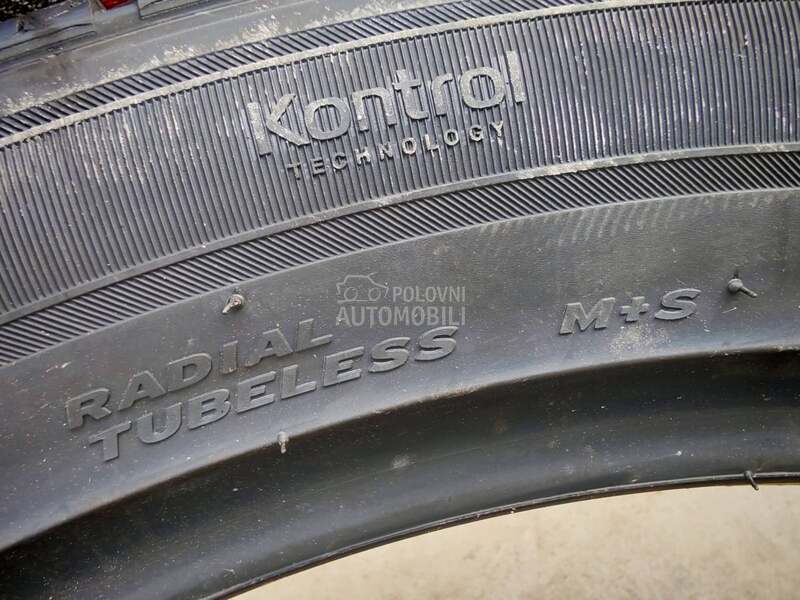 Kontrol
TECHNOLOGY
POLOVNI
AUTOMOBILI
RADIAL
TUBELESS
M+S